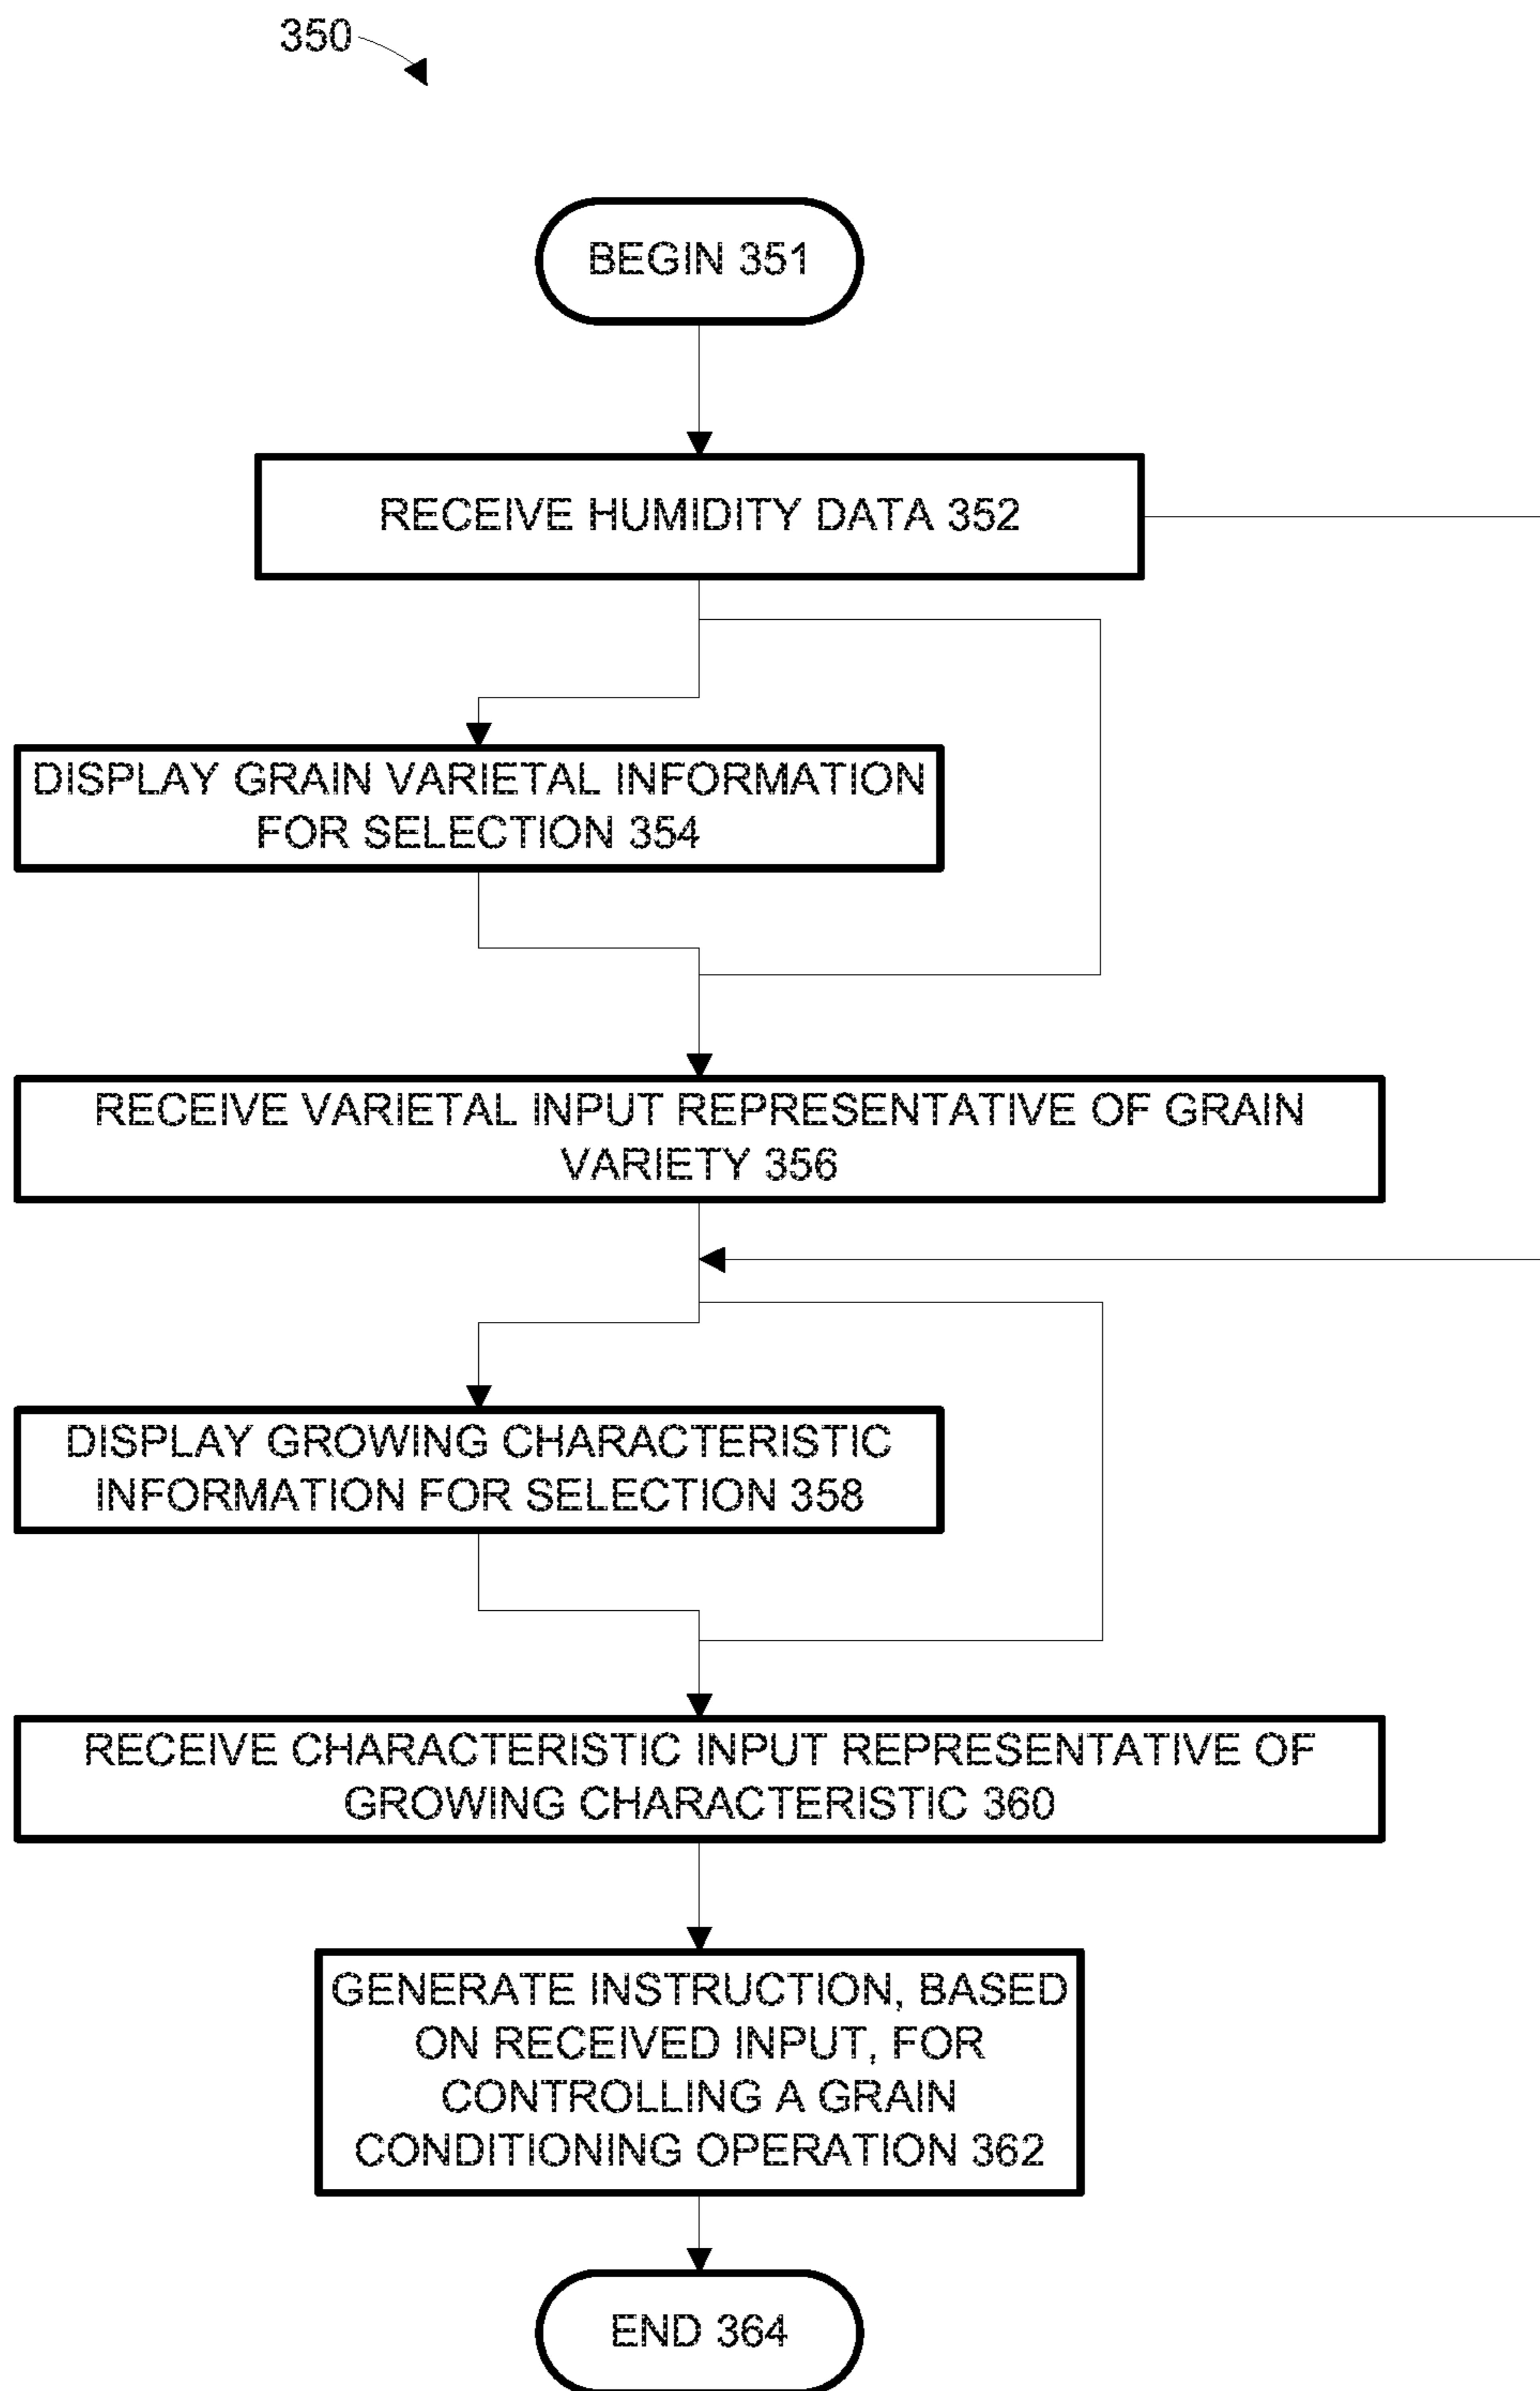 350
BEGIN 351
RECEIVE HUMIDITY DATA 352
DISPLAY GRAIN VARIETAL INFORMATION
FOR SELECTION 354
RECEIVE VARIETAL INPUT REPRESENTATIVE OF GRAIN
VARIETY 356
DISPLAY GROWING CHARACTERISTIC
INFORMATION FOR SELECTION 358
RECEIVE CHARACTERISTIC INPUT REPRESENTATIVE OF
GROWING CHARACTERISTIC 360
GENERATE INSTRUCTION, BASED
ON RECEIVED INPUT, FOR
CONTROLLING A GRAIN
CONDITIONING OPERATION 362
END 364